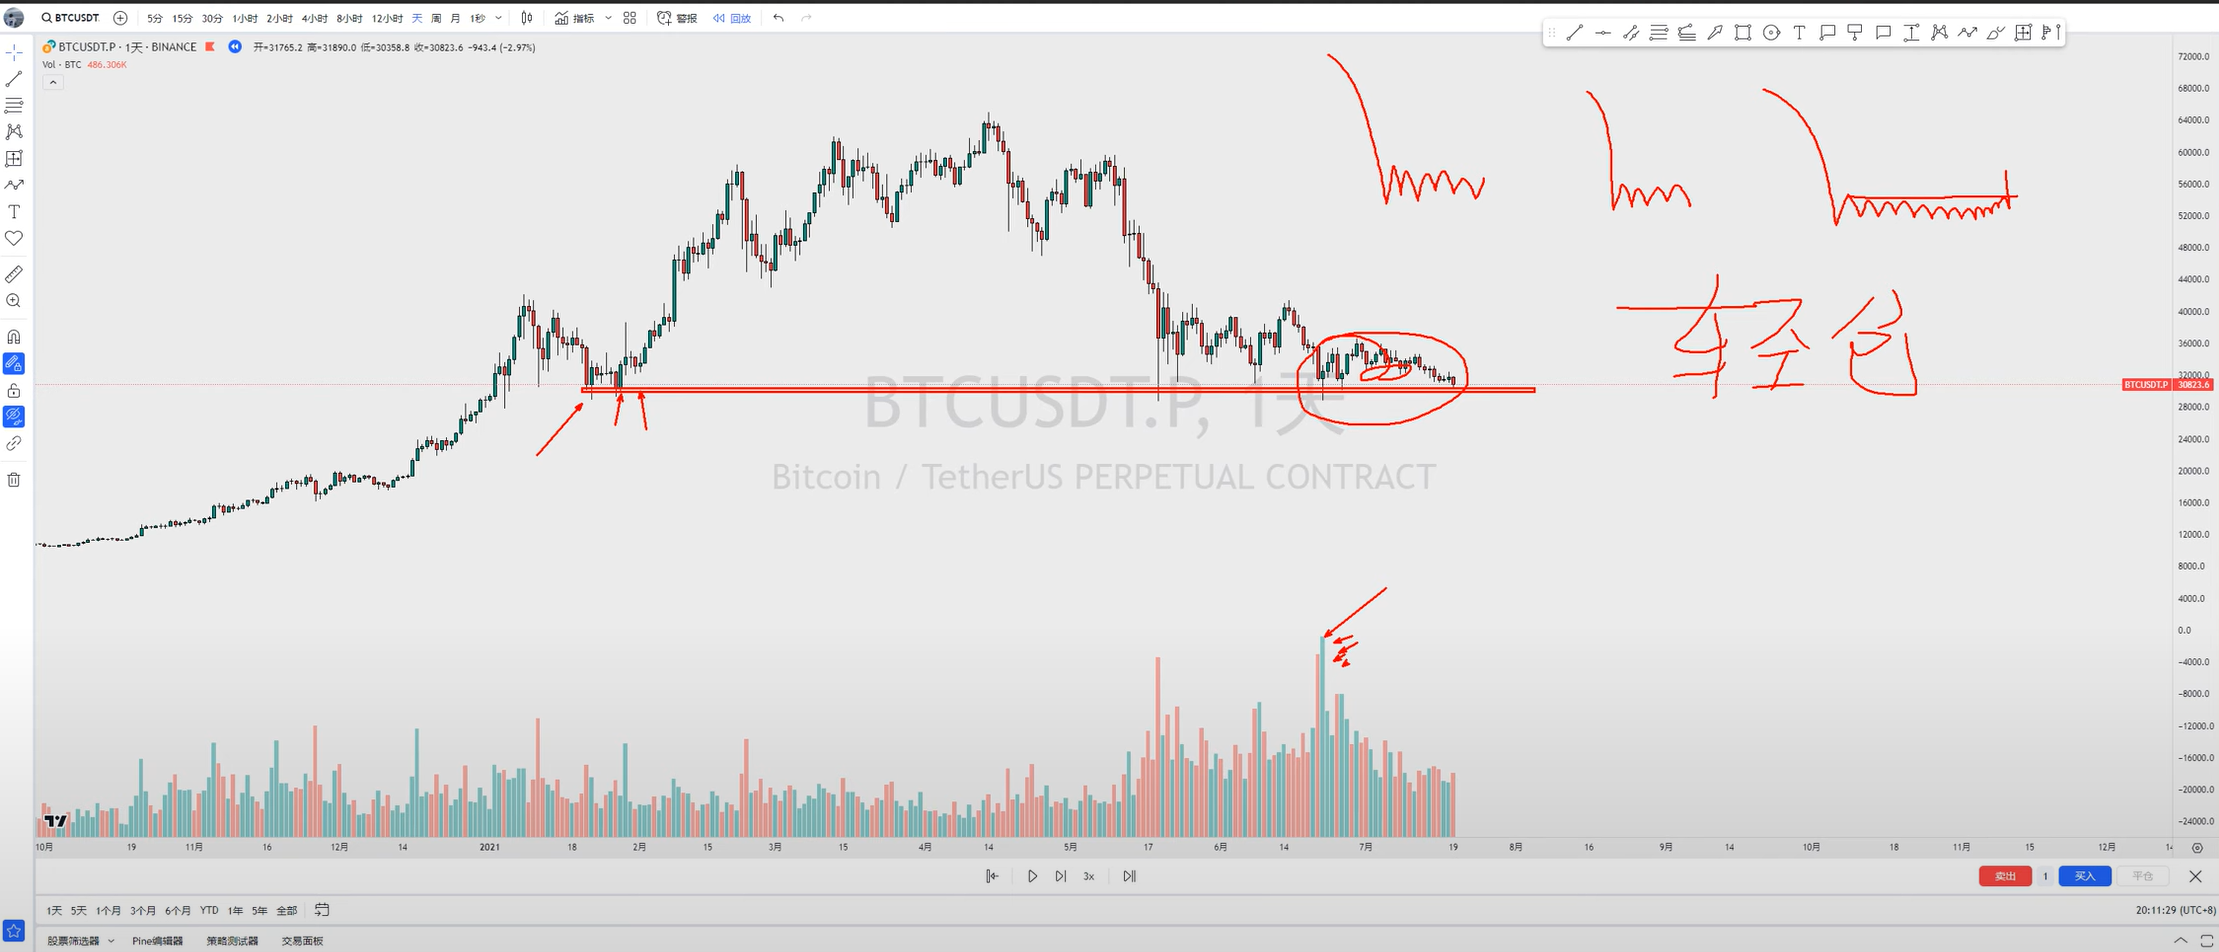 BTCUSDT. 5分 15分 30分 1小时 2小时 4小时 8小时 12小时 天 周 月 1秒 指标 警报 回放
BTCUSDT.P · 1天 · BINANCE 开=31765.2 高=31890.0 低=30358.8 收=30823.6 −943.4 (−2.97%)
Vol · BTC 486.306K
72000.0
68000.0
64000.0
60000.0
56000.0
52000.0
48000.0
44000.0
40000.0
36000.0
32000.0
BTCUSDT.P 30823.6
28000.0
24000.0
20000.0
16000.0
12000.0
8000.0
4000.0
0.0
−4000.0
−8000.0
−12000.0
−16000.0
−20000.0
−24000.0
BTCUSDT.P, 1天
Bitcoin / TetherUS PERPETUAL CONTRACT
10月 19 11月 16 12月 14 2021 18 2月 15 3月 15 4月 14 5月 17 6月 14 7月 19 8月 16 9月 14 10月 18 11月 15 12月 14
3x 卖出 1 买入 平仓
1天 5天 1个月 3个月 6个月 YTD 1年 5年 全部 20:11:29 (UTC+8)
股票筛选器 Pine编辑器 策略测试器 交易面板